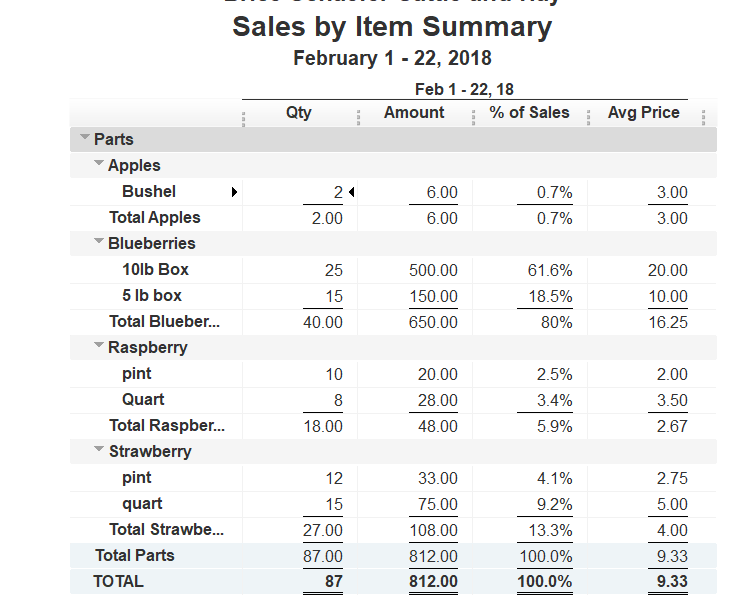 Sales by Item Summary
February 1 - 22, 2018
Feb 1 - 22, 18
Qty Amount % of Sales Avg Price
Parts
Apples
Bushel 2 6.00 0.7% 3.00
Total Apples 2.00 6.00 0.7% 3.00
Blueberries
10lb Box 25 500.00 61.6% 20.00
5 lb box 15 150.00 18.5% 10.00
Total Blueber... 40.00 650.00 80% 16.25
Raspberry
pint 10 20.00 2.5% 2.00
Quart 8 28.00 3.4% 3.50
Total Raspber... 18.00 48.00 5.9% 2.67
Strawberry
pint 12 33.00 4.1% 2.75
quart 15 75.00 9.2% 5.00
Total Strawbe... 27.00 108.00 13.3% 4.00
Total Parts 87.00 812.00 100.0% 9.33
TOTAL 87 812.00 100.0% 9.33